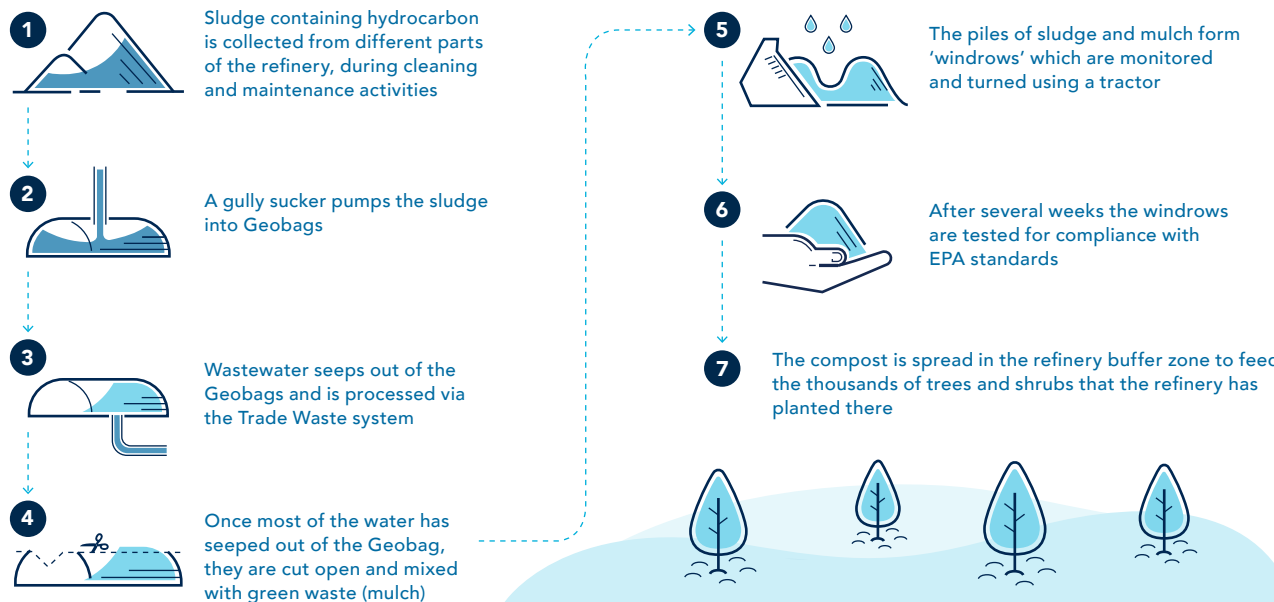 1
Sludge containing hydrocarbon
is collected from different parts
of the refinery, during cleaning
and maintenance activities
2
A gully sucker pumps the sludge
into Geobags
3
Wastewater seeps out of the
Geobags and is processed via
the Trade Waste system
4
Once most of the water has
seeped out of the Geobag,
they are cut open and mixed
with green waste (mulch)
5
The piles of sludge and mulch form
‘windrows’ which are monitored
and turned using a tractor
6
After several weeks the windrows
are tested for compliance with
EPA standards
7
The compost is spread in the refinery buffer zone to feed
the thousands of trees and shrubs that the refinery has
planted there